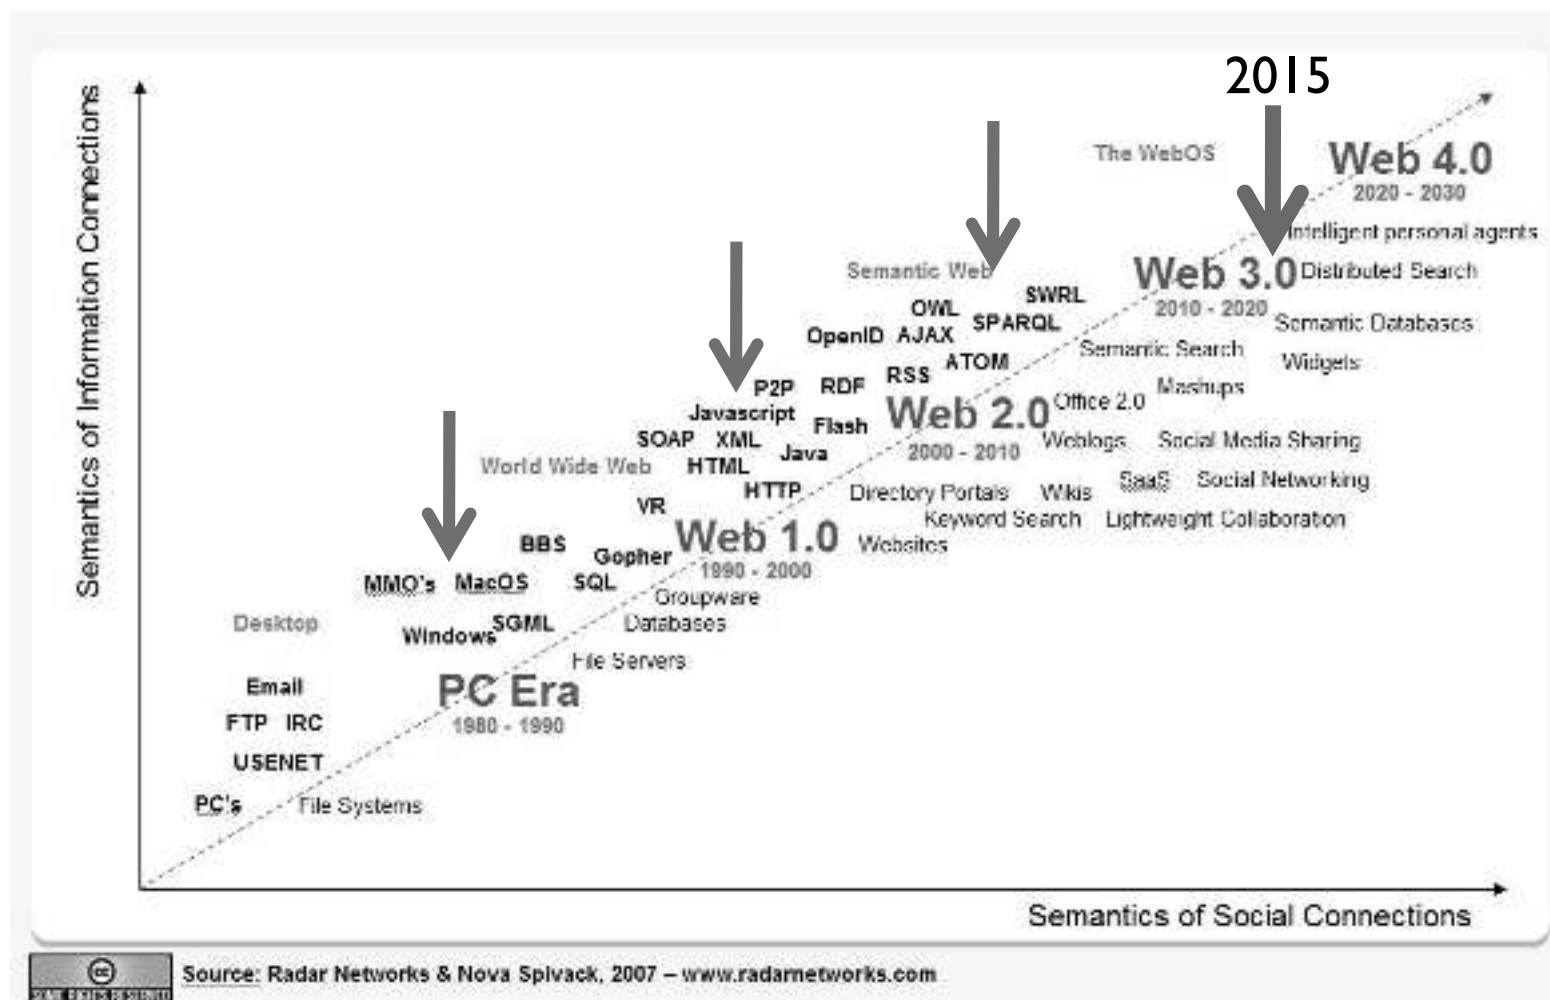 2015
Semantics of Information Connections
The WebOS
Web 4.0
2020 - 2030
Intelligent personal agents
Semantic Web
Web 3.0
Distributed Search
2010 - 2020
SWRL
OWL
SPARQL
Semantic Databases
OpenID AJAX
Semantic Search
Widgets
ATOM
RSS
P2P
RDF
Mashups
Office 2.0
Javascript
Web 2.0
2000 - 2010
Flash
SOAP XML
Java
Weblogs
Social Media Sharing
World Wide Web
HTML
HTTP
Directory Portals
Wikis
SaaS
Social Networking
VR
Keyword Search
Lightweight Collaboration
Web 1.0
1990 - 2000
Websites
BBS
Gopher
MMO's
MacOS
SQL
Groupware
Desktop
Windows
SGML
Databases
File Servers
Email
PC Era
1980 - 1990
FTP IRC
USENET
PC's
File Systems
Semantics of Social Connections
cc
SOME RIGHTS RESERVED
Source: Radar Networks & Nova Spivack, 2007 – www.radarnetworks.com